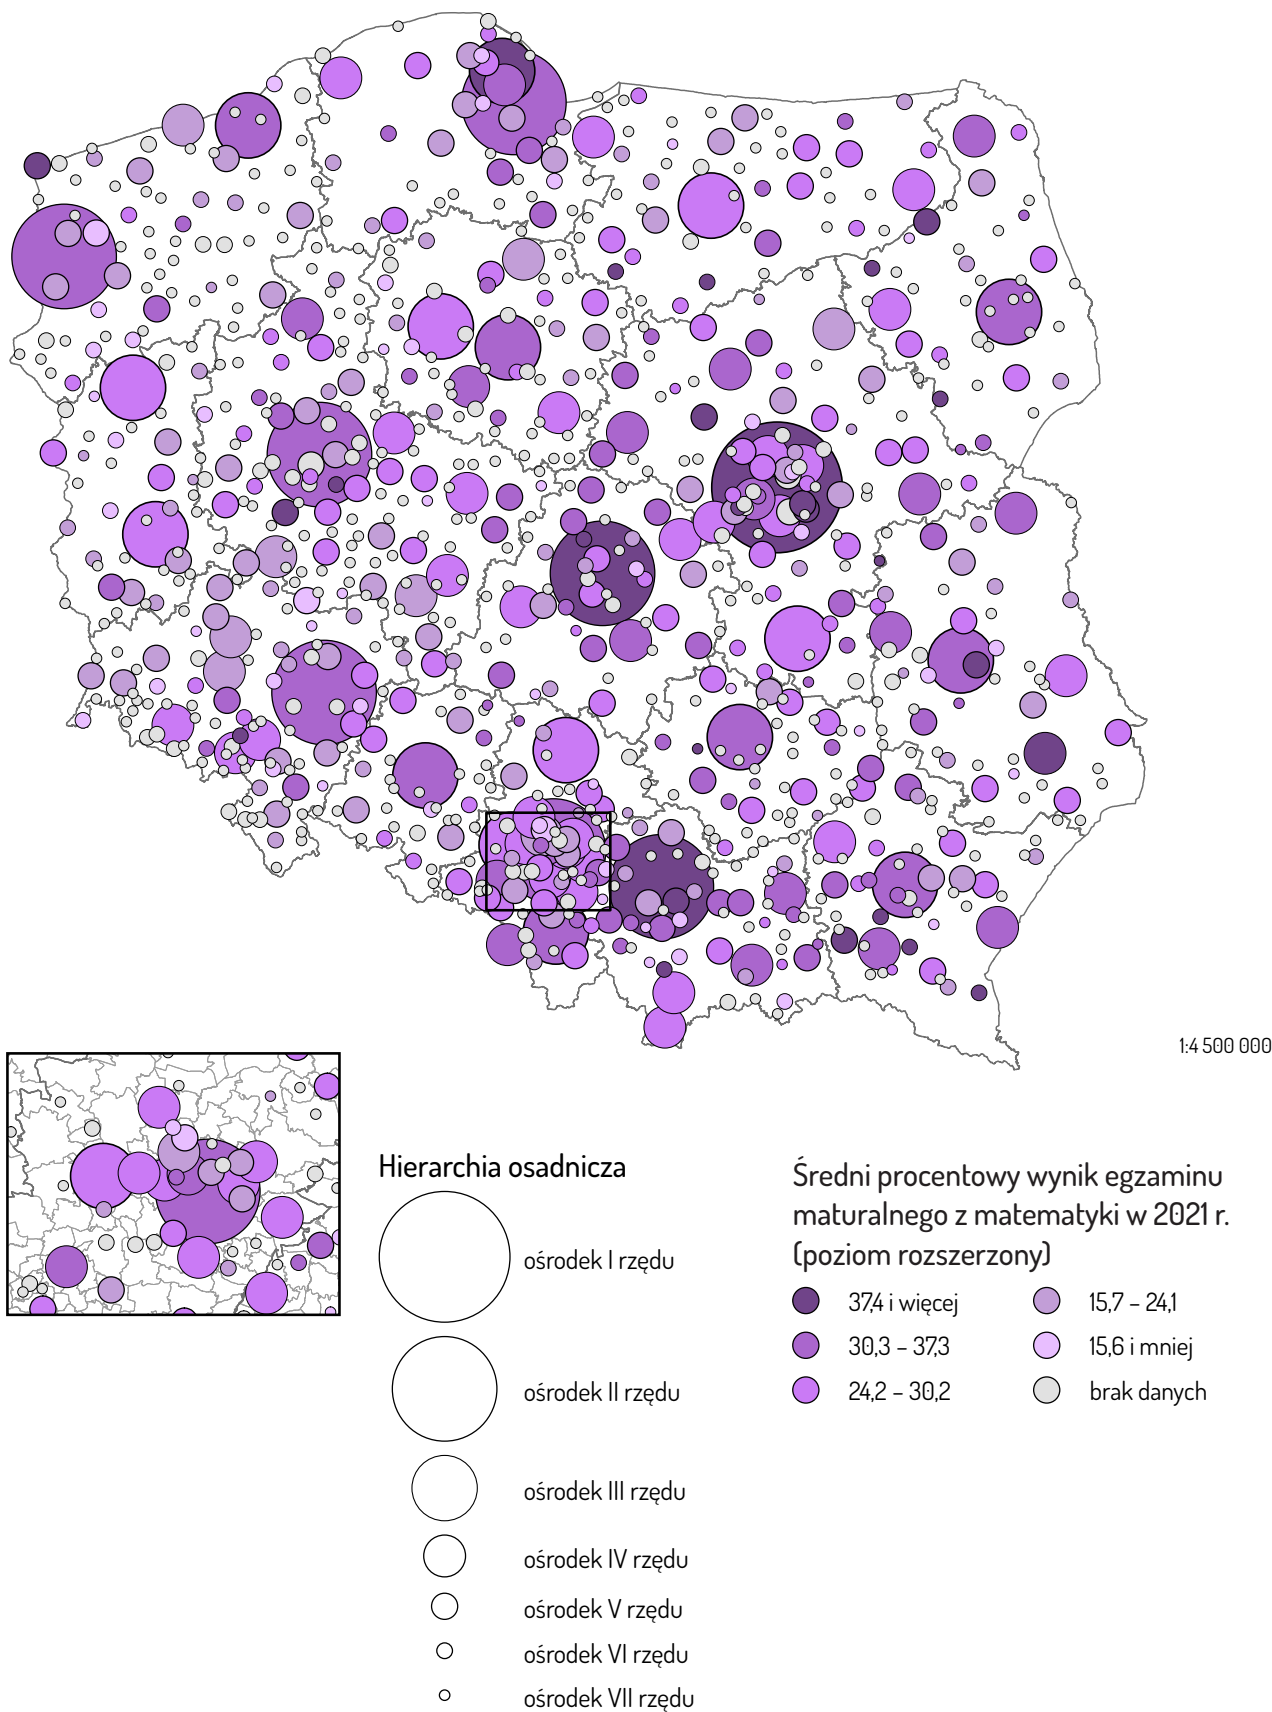 1:4 500 000
Hierarchia osadnicza
ośrodek I rzędu
ośrodek II rzędu
ośrodek III rzędu
ośrodek IV rzędu
ośrodek V rzędu
ośrodek VI rzędu
ośrodek VII rzędu
Średni procentowy wynik egzaminu
maturalnego z matematyki w 2021 r.
(poziom rozszerzony)
37,4 i więcej
30,3 – 37,3
24,2 – 30,2
15,7 – 24,1
15,6 i mniej
brak danych